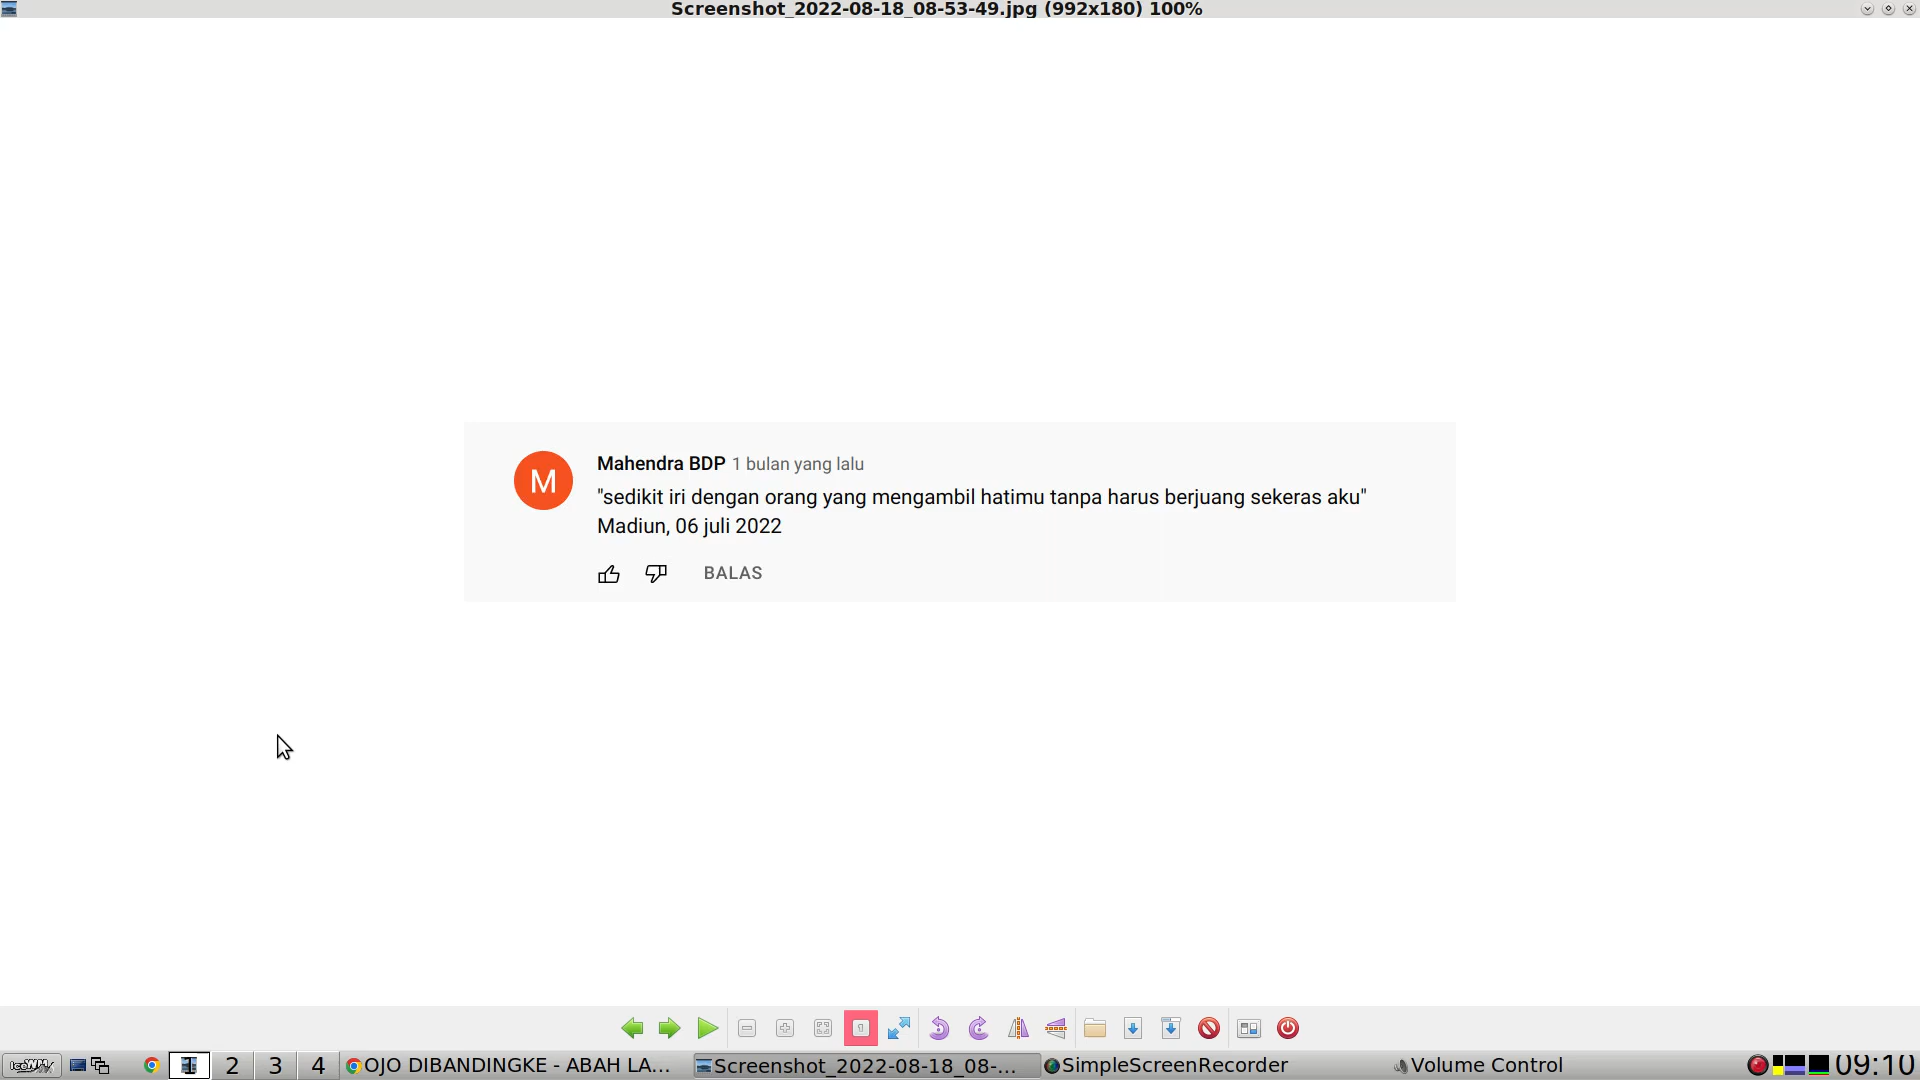 Screenshot_2022-08-18_08-53-49.jpg (992x180) 100%
M
Mahendra BDP 1 bulan yang lalu
"sedikit iri dengan orang yang mengambil hatimu tanpa harus berjuang sekeras aku"
Madiun, 06 juli 2022
BALAS
IceWM 1 2 3 4 OJO DIBANDINGKE - ABAH LA... Screenshot_2022-08-18_08-... SimpleScreenRecorder Volume Control 09:10